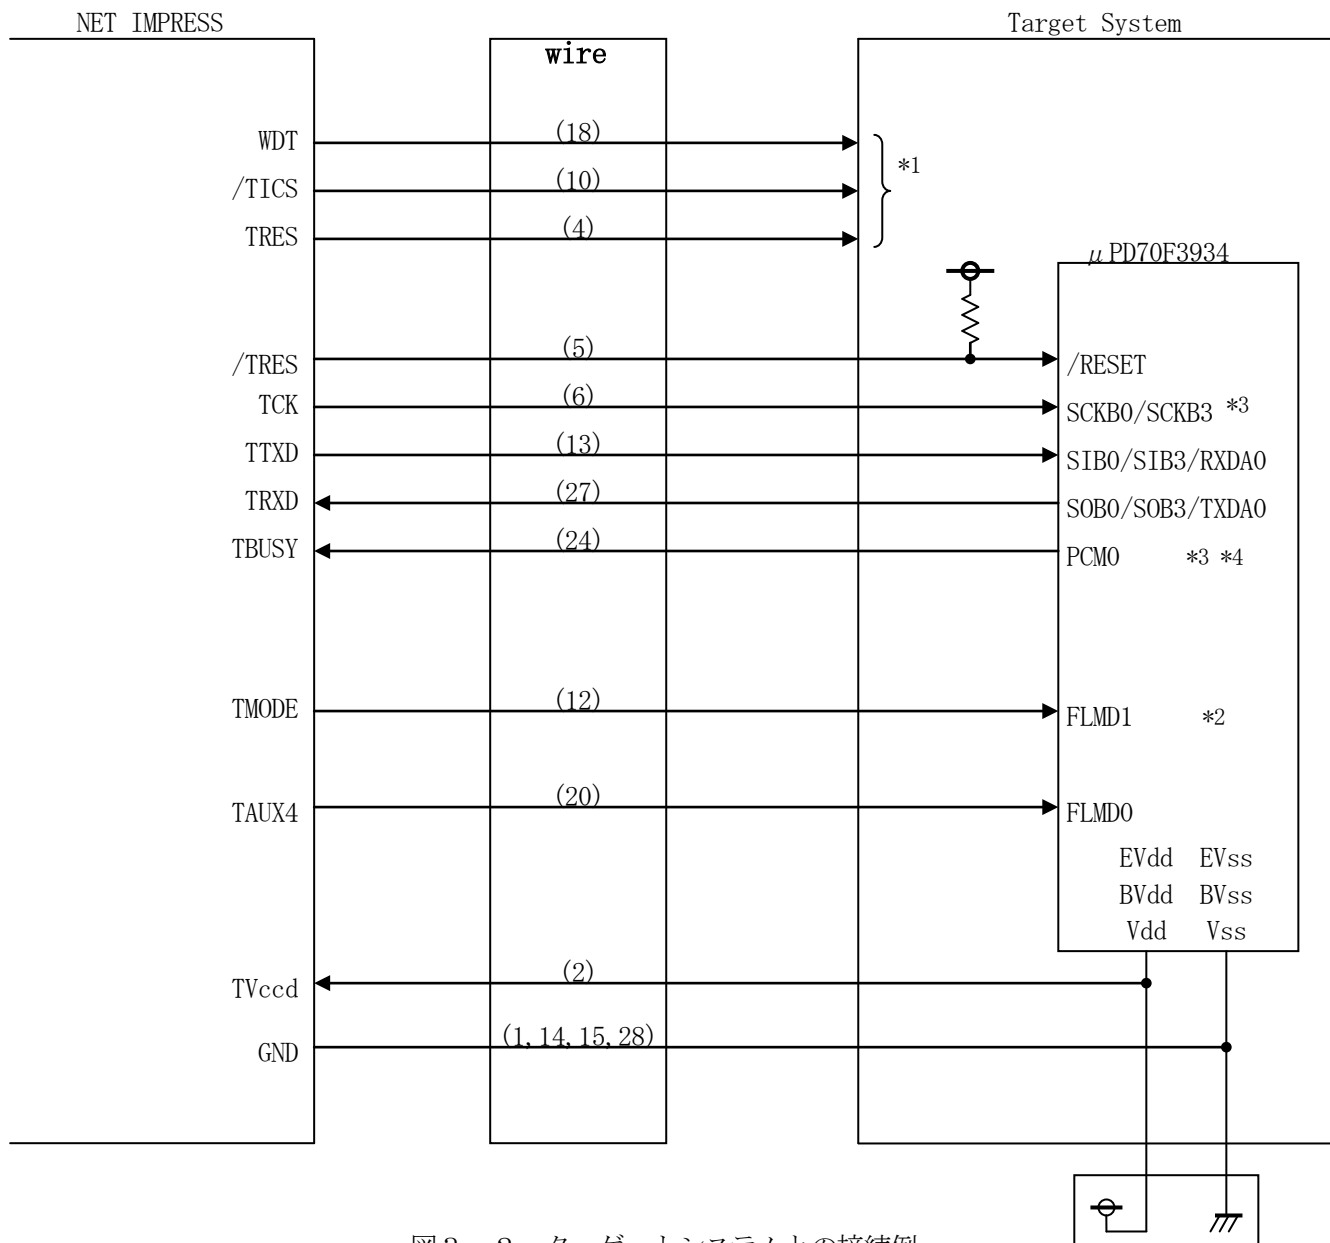 NET IMPRESS
Target System
wire
WDT (18) *1
/TICS (10)
TRES (4)
μPD70F3934
/TRES (5) /RESET
TCK (6) SCKB0/SCKB3 *3
TTXD (13) SIB0/SIB3/RXDA0
TRXD (27) SOB0/SOB3/TXDA0
TBUSY (24) PCM0 *3 *4
TMODE (12) FLMD1 *2
TAUX4 (20) FLMD0
EVdd EVss
BVdd BVss
Vdd Vss
TVccd (2)
GND (1,14,15,28)